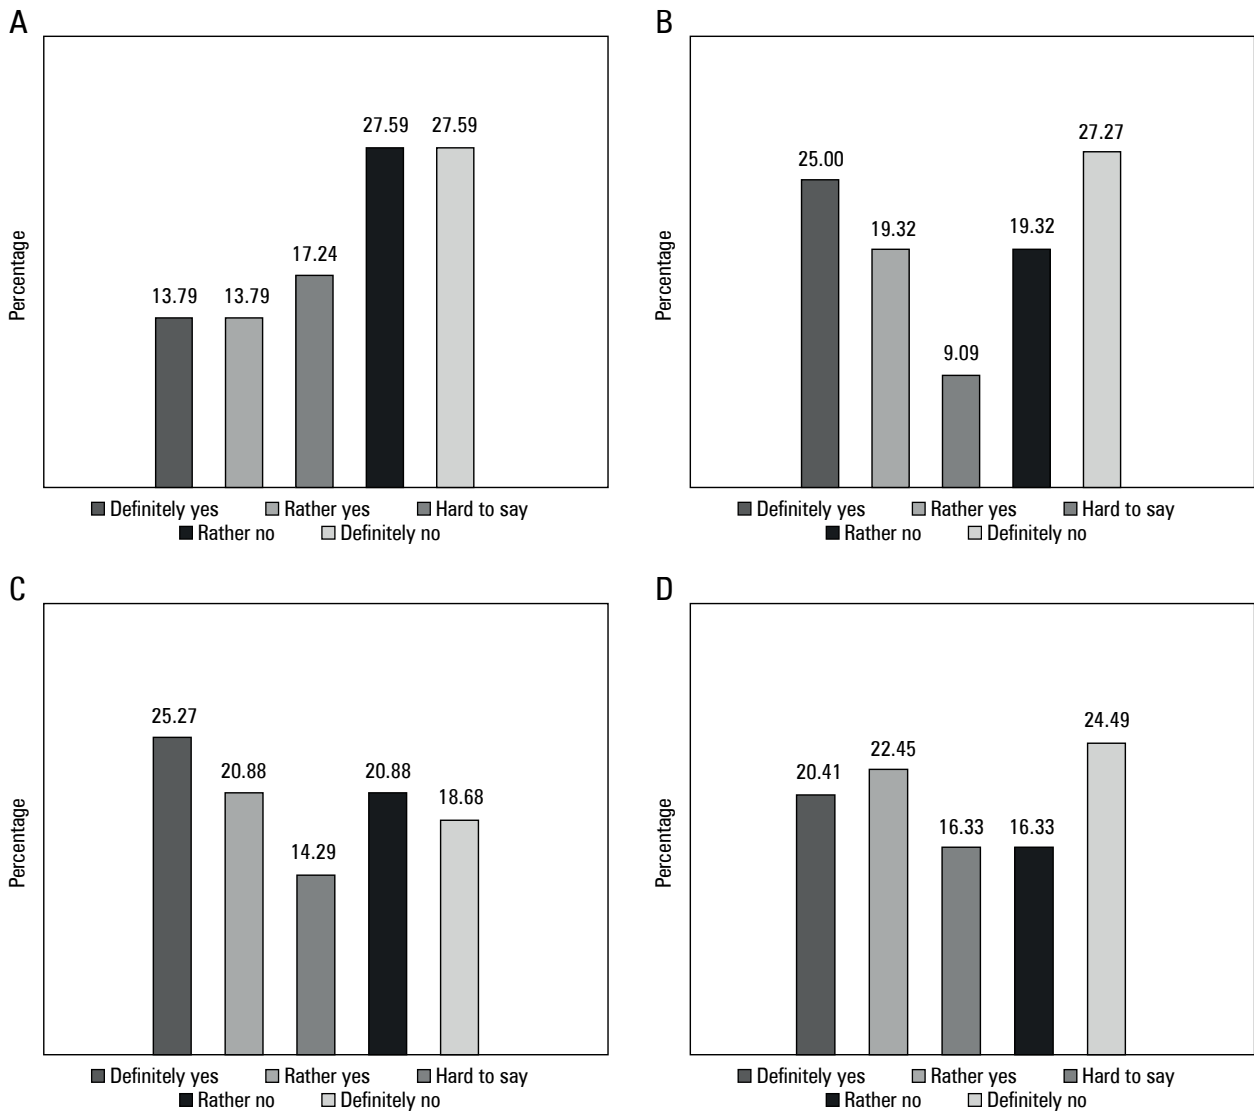 A
27.59 27.59
17.24
13.79 13.79
Percentage
Definitely yes Rather yes Hard to say
Rather no Definitely no
B
27.27
25.00
19.32 19.32
9.09
Percentage
Definitely yes Rather yes Hard to say
Rather no Definitely no
C
25.27
20.88 20.88
18.68
14.29
Percentage
Definitely yes Rather yes Hard to say
Rather no Definitely no
D
24.49
22.45
20.41
16.33 16.33
Percentage
Definitely yes Rather yes Hard to say
Rather no Definitely no